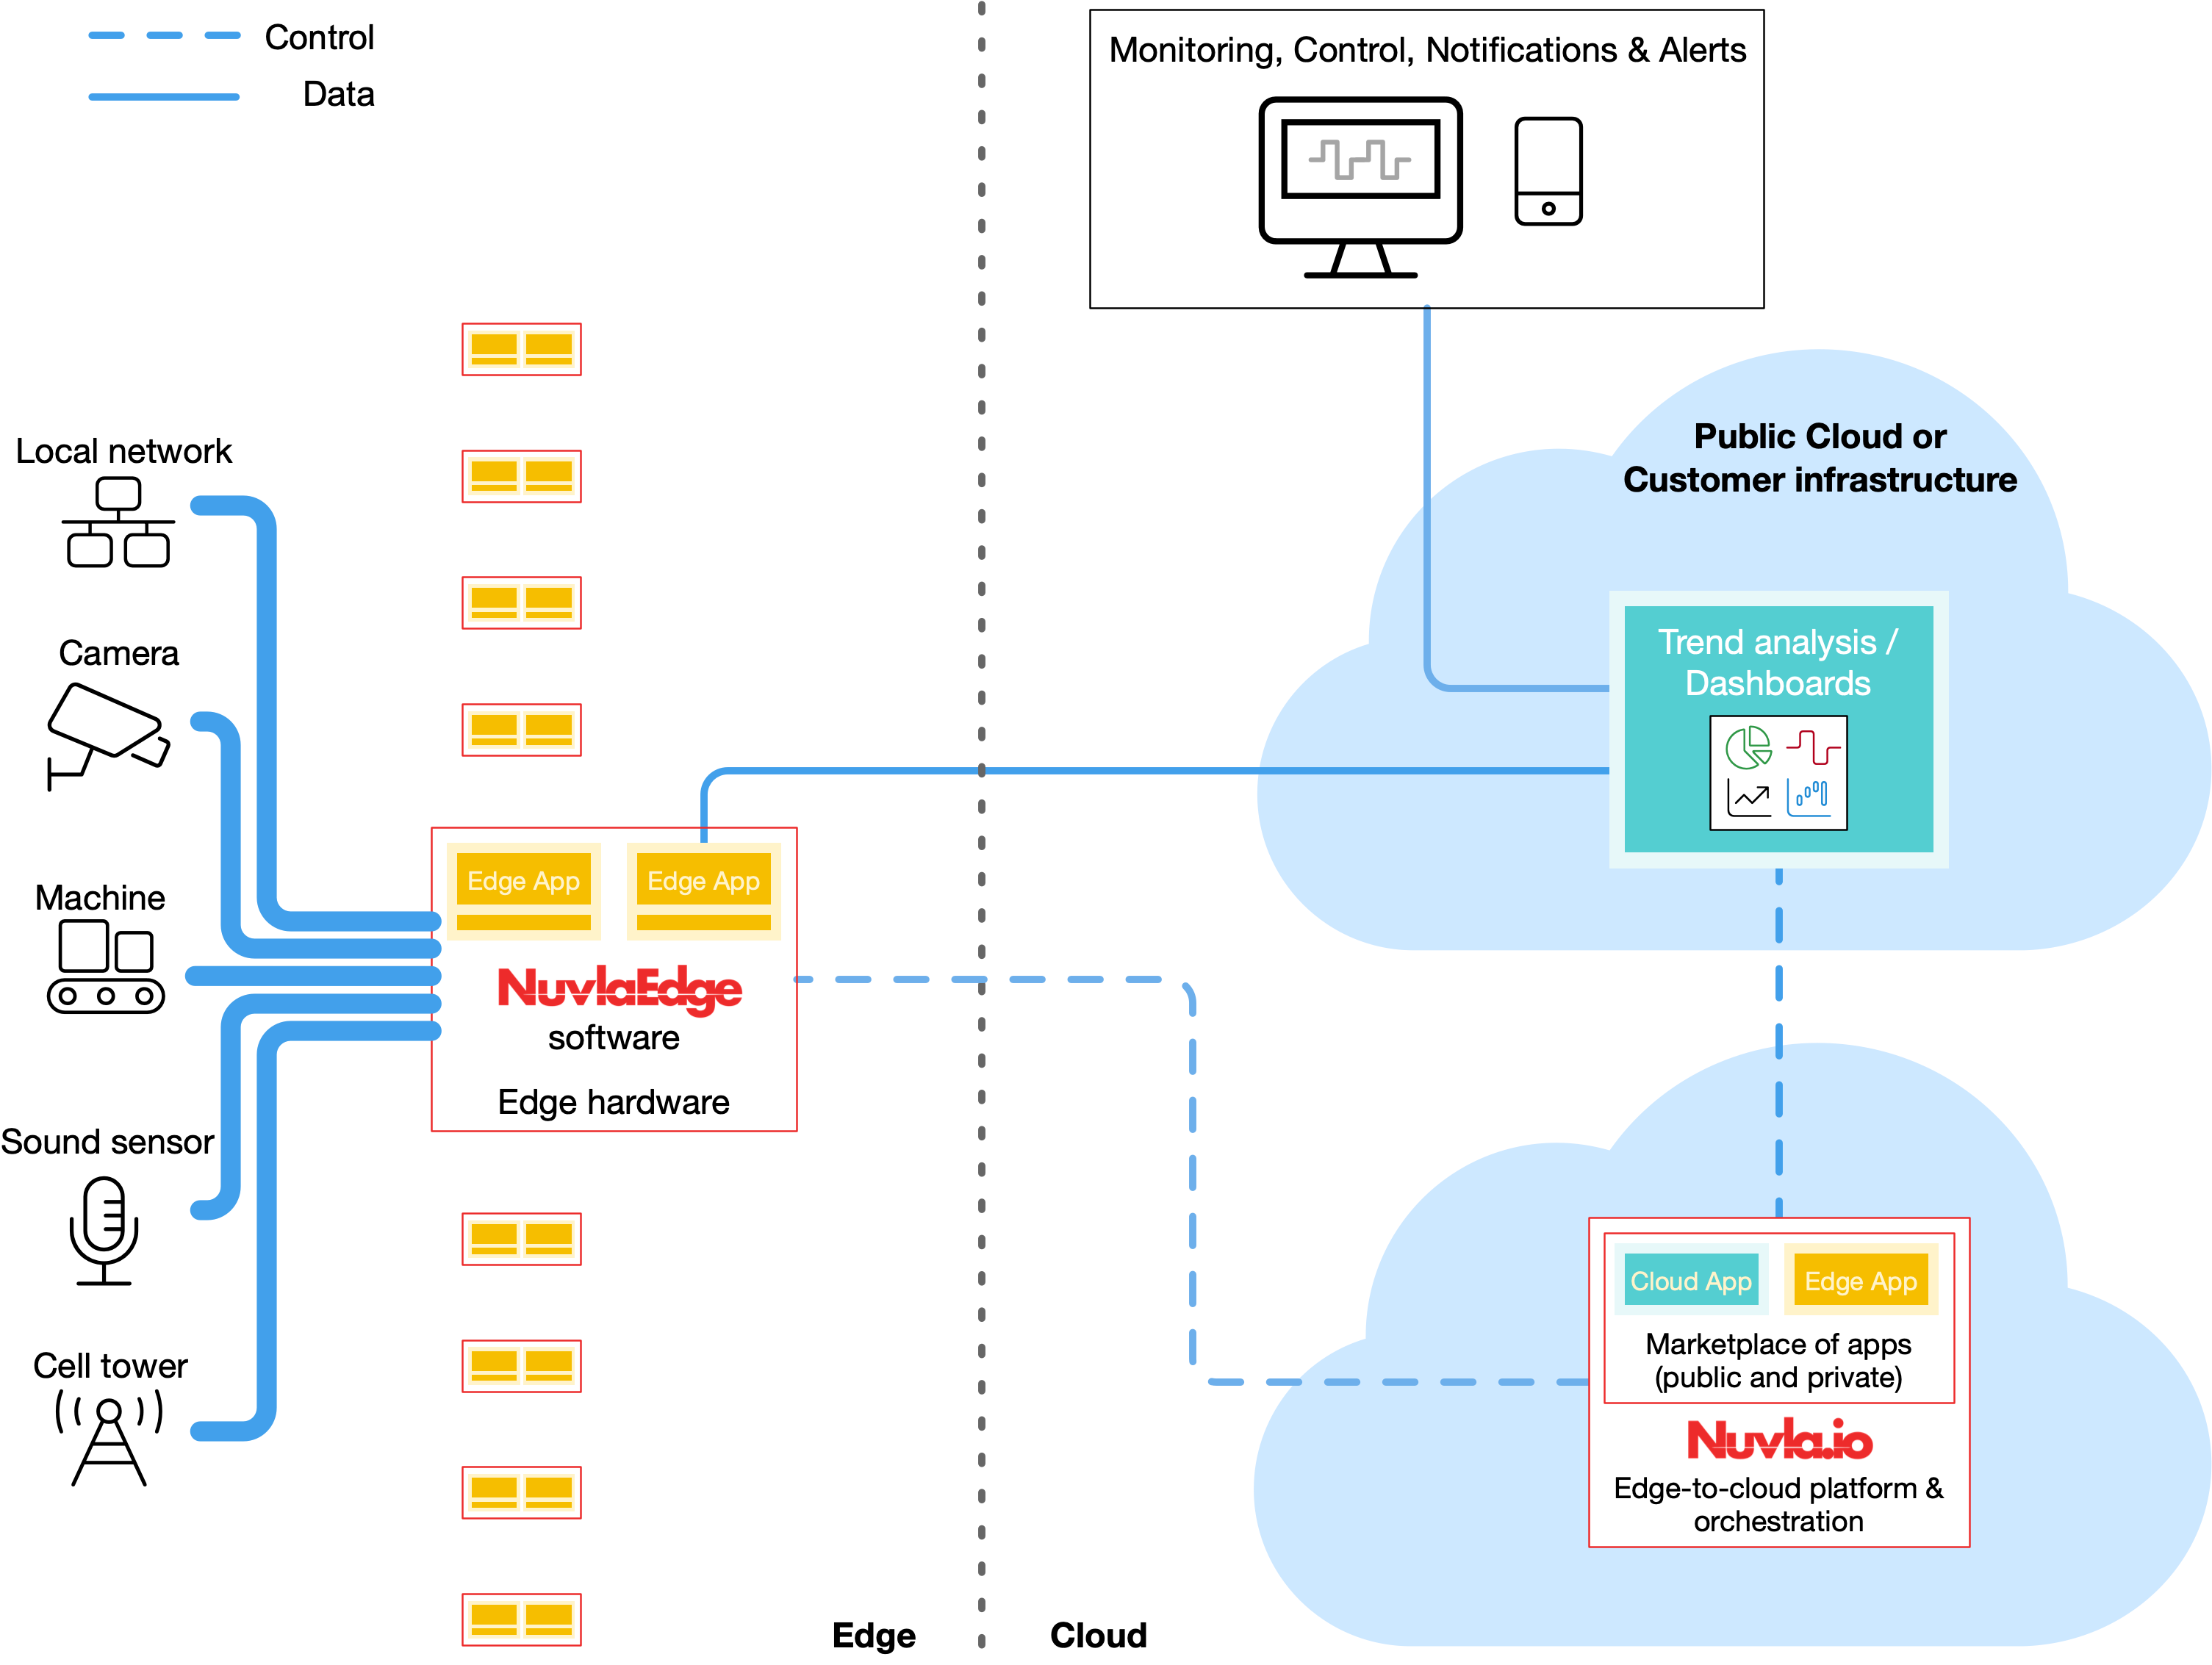 Control
Data
Monitoring, Control, Notifications & Alerts
Public Cloud or
Customer infrastructure
Trend analysis /
Dashboards
Local network
Camera
Machine
Sound sensor
Cell tower
Edge App
Edge App
NuvlaEdge
software
Edge hardware
Cloud App
Edge App
Marketplace of apps
(public and private)
Nuvla.io
Edge-to-cloud platform &
orchestration
Edge
Cloud